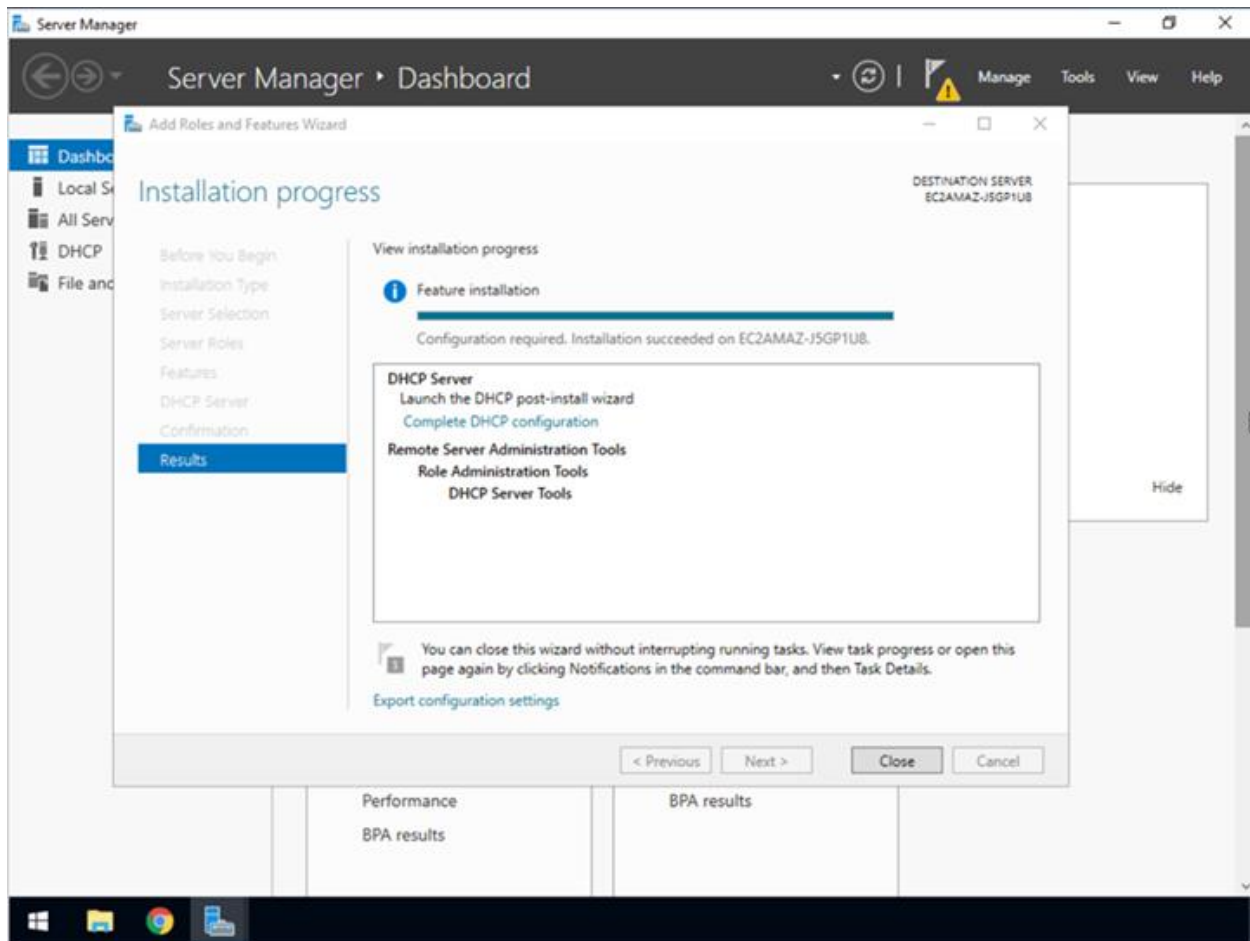 Server Manager
Server Manager • Dashboard
Manage Tools View Help
Add Roles and Features Wizard
Dashbo
Local Se
All Serv
DHCP
File and
Installation progress
DESTINATION SERVER
EC2AMAZ-J5GP1U8
Before You Begin
Installation Type
Server Selection
Server Roles
Features
DHCP Server
Confirmation
Results
View installation progress
Feature installation
Configuration required. Installation succeeded on EC2AMAZ-J5GP1U8.
DHCP Server
Launch the DHCP post-install wizard
Complete DHCP configuration
Remote Server Administration Tools
Role Administration Tools
DHCP Server Tools
Hide
1
You can close this wizard without interrupting running tasks. View task progress or open this
page again by clicking Notifications in the command bar, and then Task Details.
Export configuration settings
< Previous Next > Close Cancel
Performance BPA results
BPA results